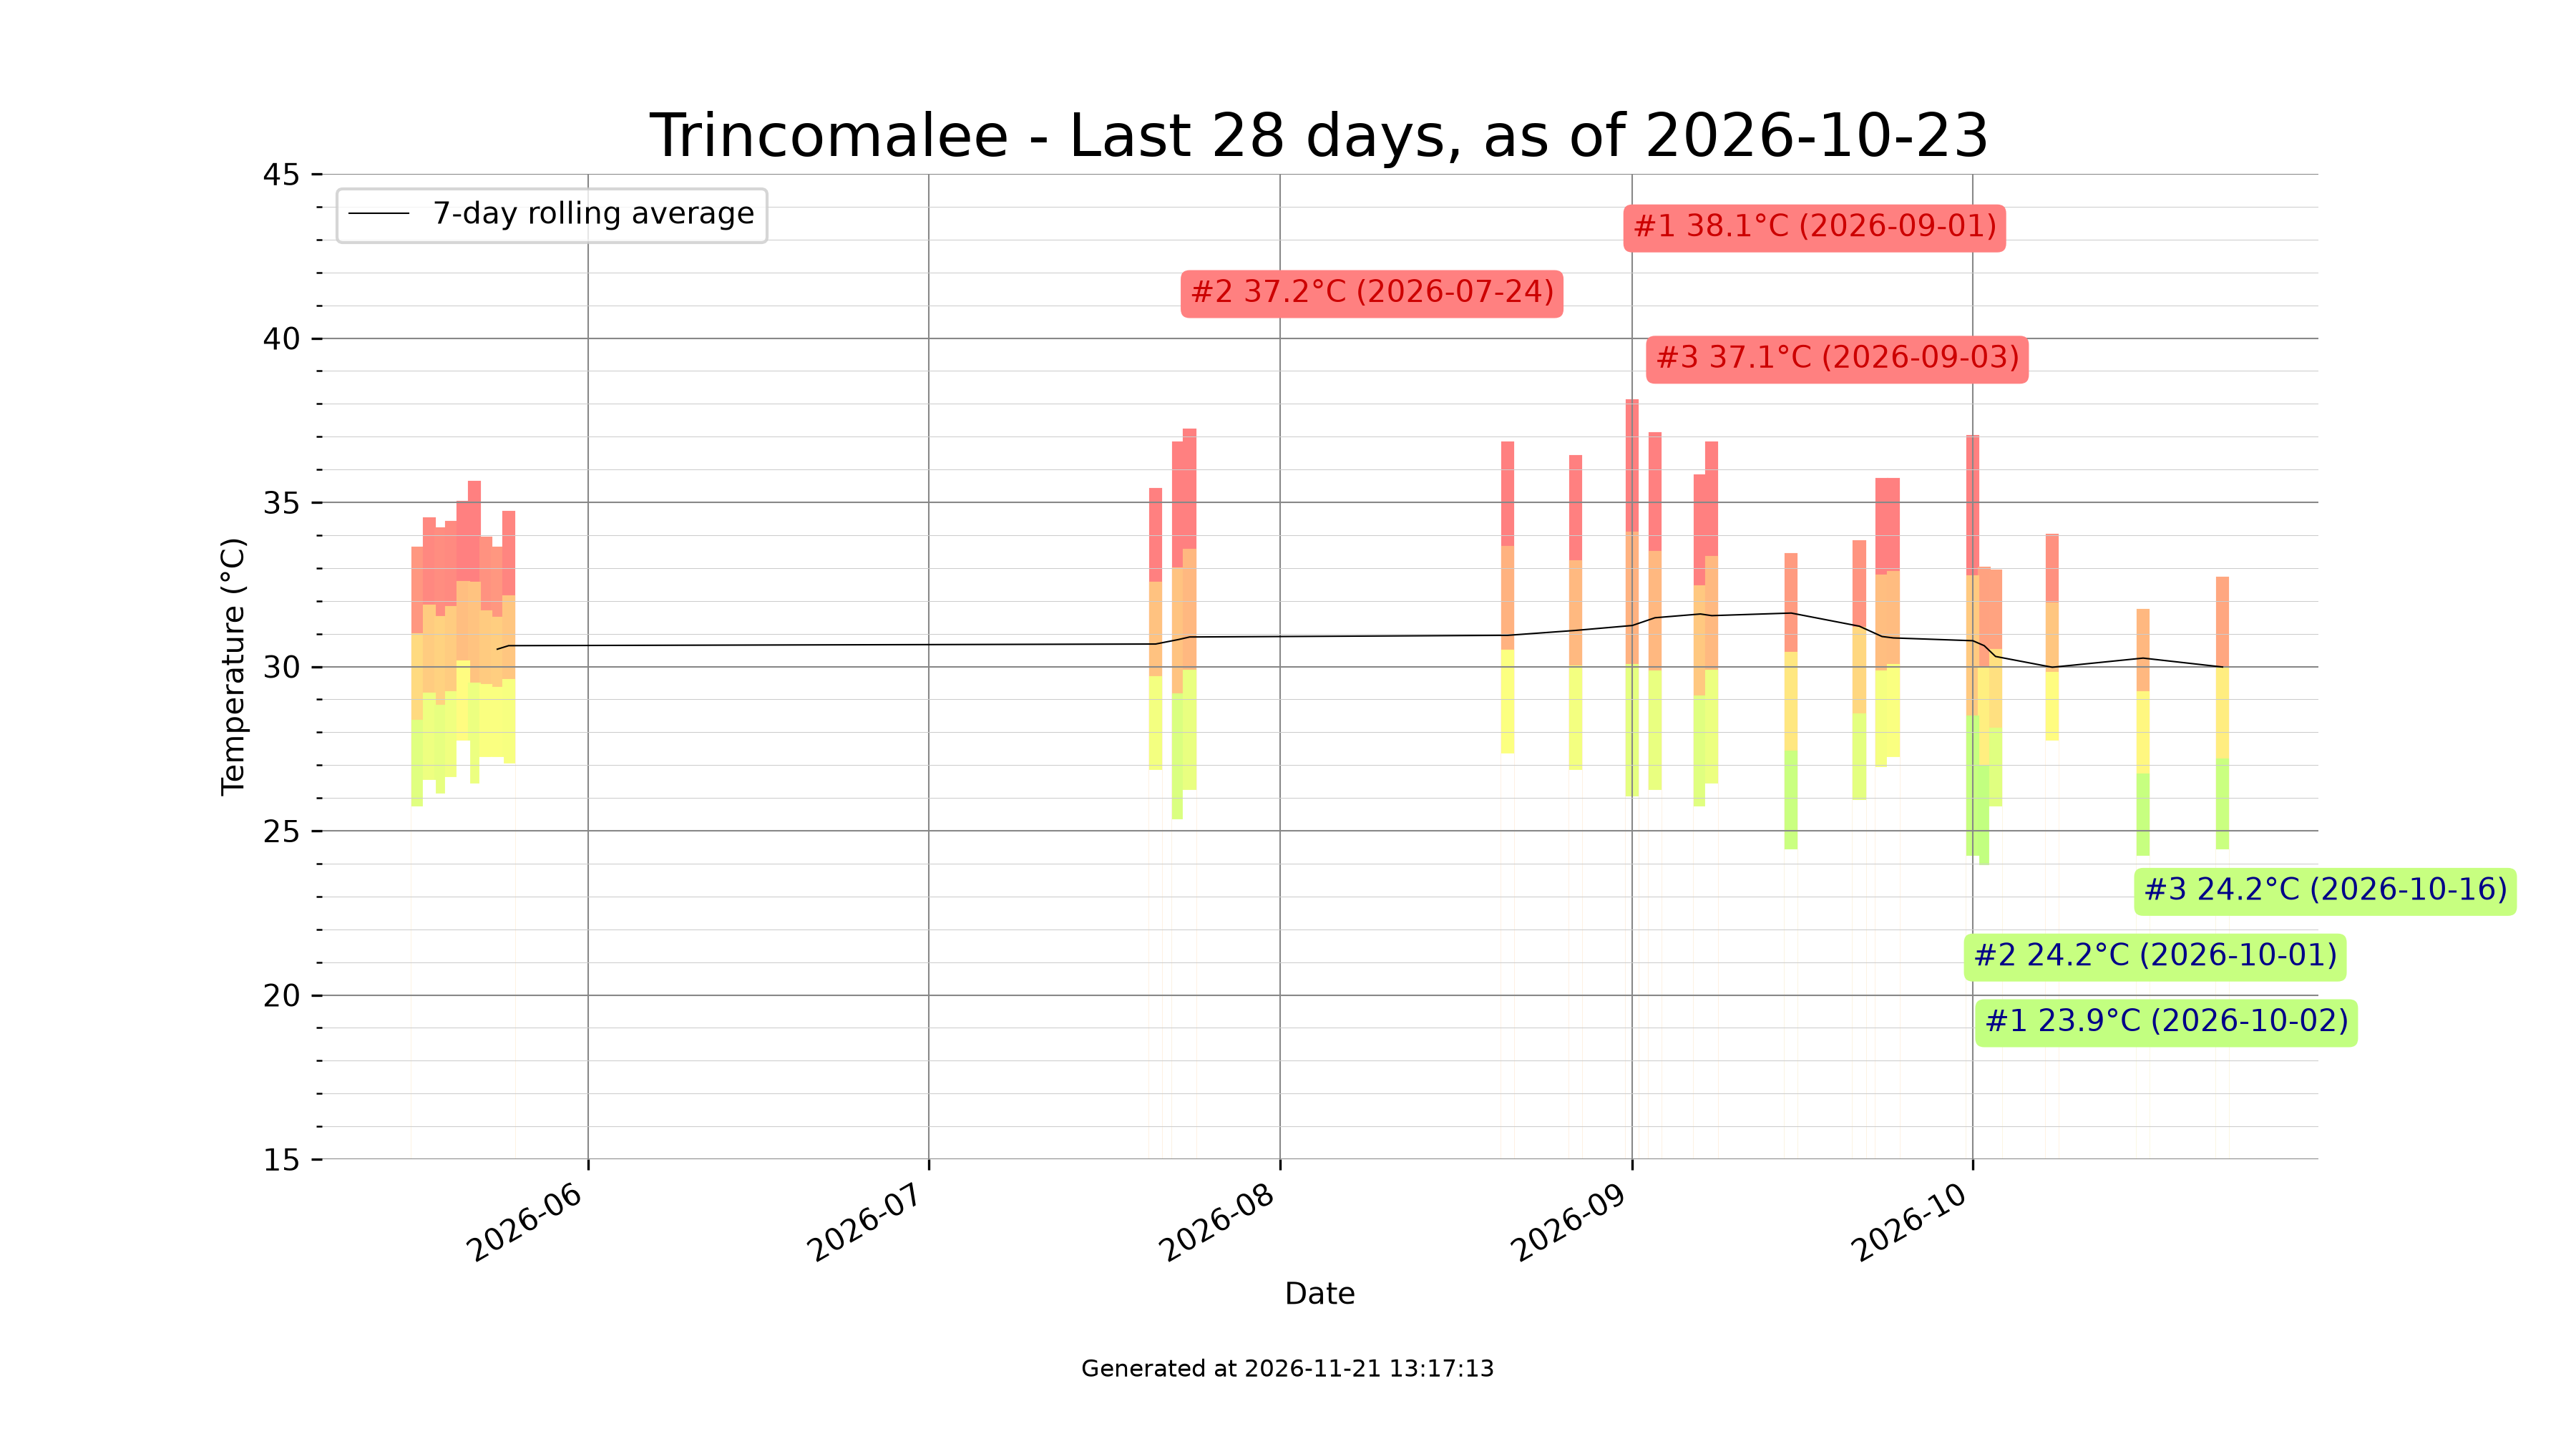 Trincomalee - Last 28 days, as of 2026-10-23
45
7-day rolling average
#1 38.1°C (2026-09-01)
#2 37.2°C (2026-07-24)
40
#3 37.1°C (2026-09-03)
35
Temperature (°C)
30
25
#3 24.2°C (2026-10-16)
#2 24.2°C (2026-10-01)
20
#1 23.9°C (2026-10-02)
15
2026-06
2026-07
2026-08
2026-09
2026-10
Date
Generated at 2026-11-21 13:17:13